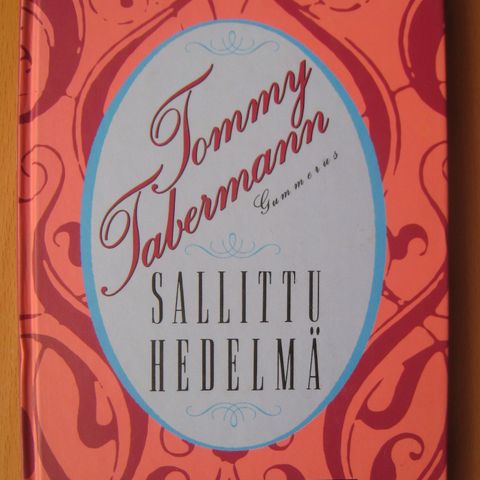 Tommy
Tabermann
Gummerus
SALLITTU
HEDELMÄ